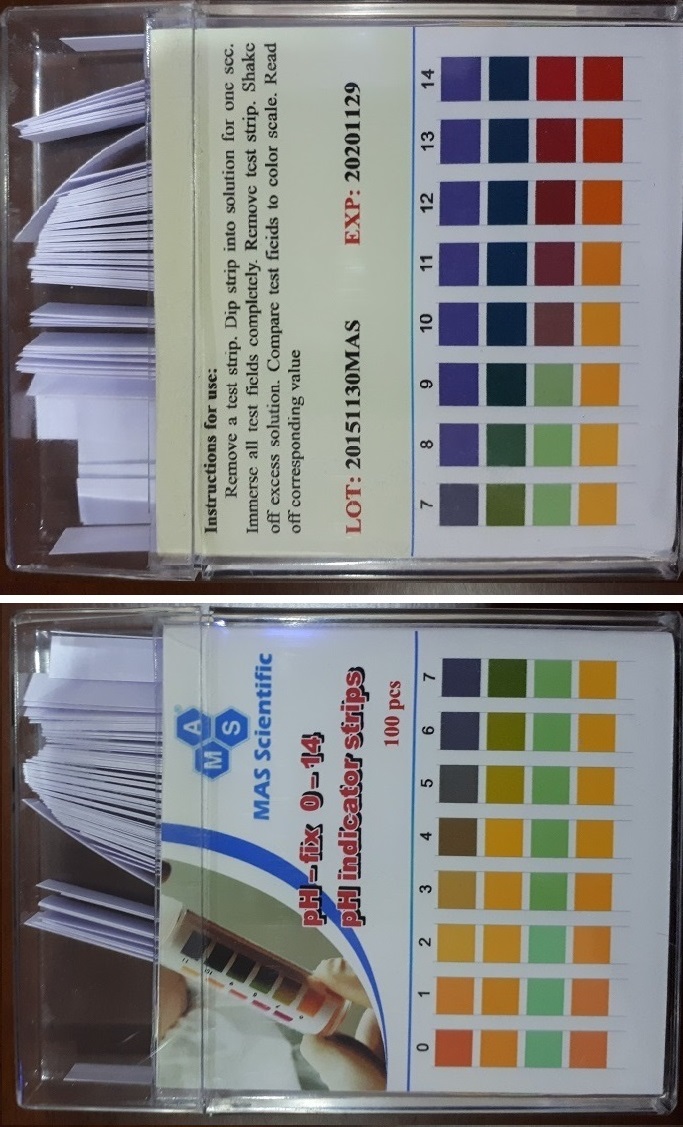 Instructions for use:
Remove a test strip. Dip strip into solution for one sec.
Immerse all test fields completely. Remove test strip. Shake
off excess solution. Compare test fieids to color scale. Read
off corresponding value
LOT: 20151130MAS EXP: 20201129
7 8 9 10 11 12 13 14
MAS
MAS Scientific
pH-fix 0-14
pH indicator strips
100 pcs
0 1 2 3 4 5 6 7